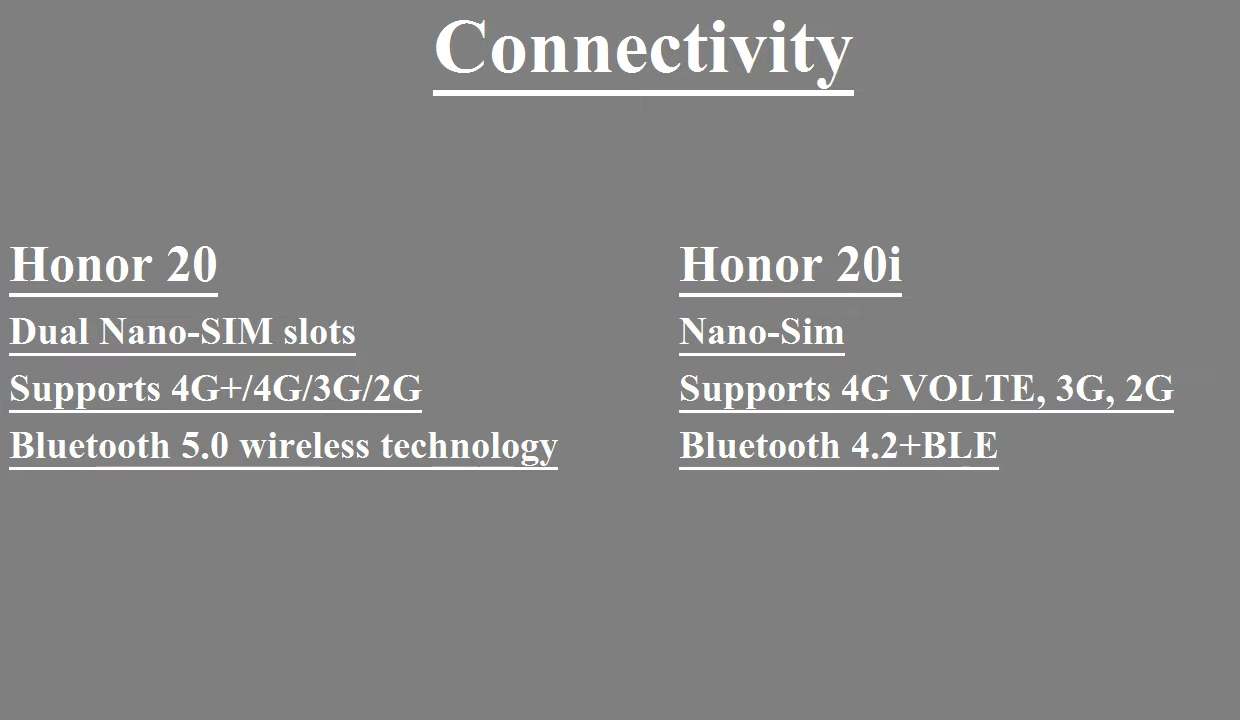 Connectivity
Honor 20
Dual Nano-SIM slots
Supports 4G+/4G/3G/2G
Bluetooth 5.0 wireless technology
Honor 20i
Nano-Sim
Supports 4G VOLTE, 3G, 2G
Bluetooth 4.2+BLE